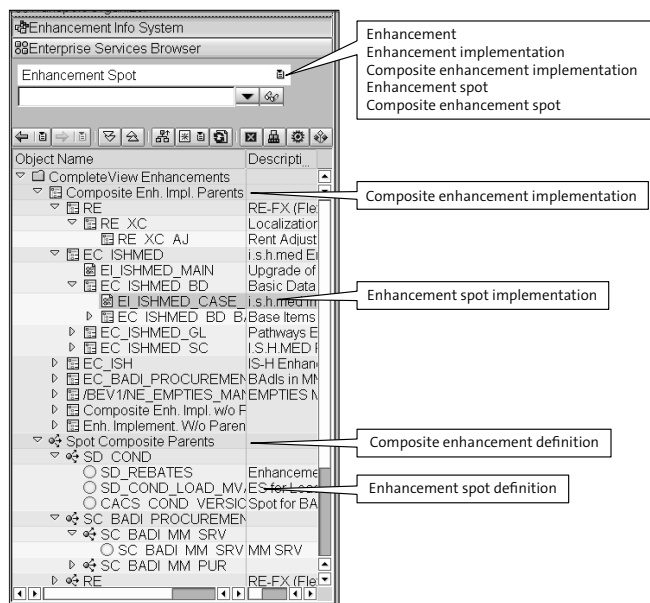 Enhancement Info System
Enterprise Services Browser
Enhancement Spot
Enhancement
Enhancement implementation
Composite enhancement implementation
Enhancement spot
Composite enhancement spot
Object Name Descripti...
CompleteView Enhancements
Composite Enh. Impl. Parents
Composite enhancement implementation
RE RE-FX (Fle
RE_XC Localization
RE_XC_AJ Rent Adjust
EC_ISHMED i.s.h.med E
EI_ISHMED_MAIN Upgrade of
EC_ISHMED_BD Basic Data
EI_ISHMED_CASE_ i.s.h.med
Enhancement spot implementation
EC_ISHMED_BD_B Base Items
EC_ISHMED_GL Pathways E
EC_ISHMED_SC I.S.H.MED
EC_ISH IS-H Enhan
EC_BADI_PROCUREMEN BAdIs in MM
/BEV1/NE_EMPTIES_MA EMPTIES
Composite Enh. Impl. w/o P
Enh. Implement. W/o Paren
Spot Composite Parents
Composite enhancement definition
SD_COND
SD_REBATES Enhanceme
SD_COND_LOAD_MV ES for Load
Enhancement spot definition
CACS_COND_VERSIO Spot for BA
SC_BADI_PROCUREMEN
SC_BADI_MM_SRV
SC_BADI_MM_SRV MM SRV
SC_BADI_MM_PUR
RE RE-FX (Fle